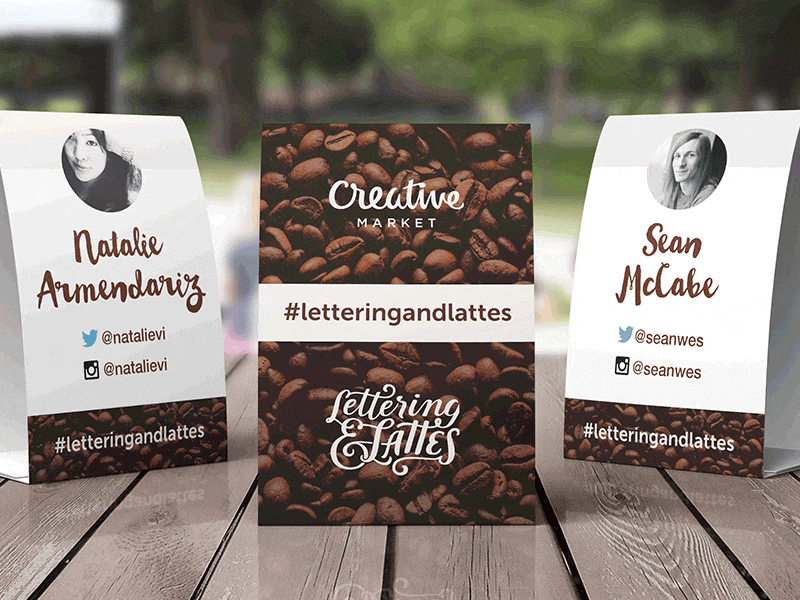 Natalie
Armendariz
@natalievi
@natalievi
#letteringandlattes
Creative
MARKET
#letteringandlattes
Lettering
& LATTES
Sean
McCabe
@seanwes
@seanwes
#letteringandlattes